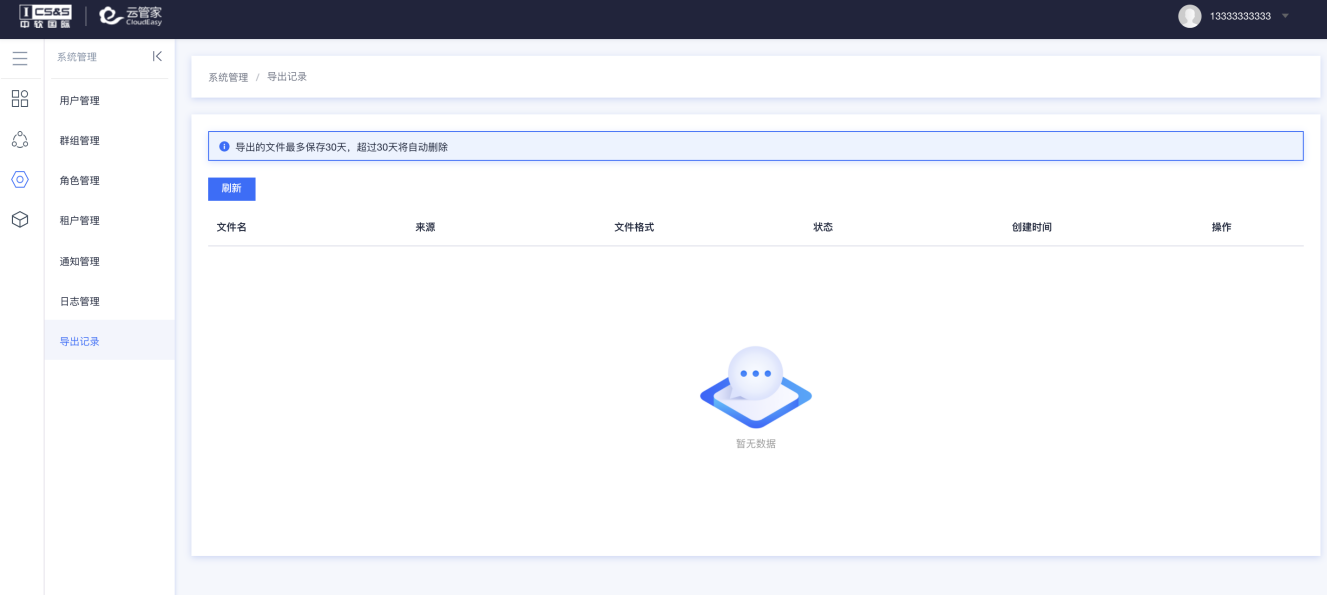 CS&S
中软国际
云管家
CloudEasy
13333333333
系统管理
用户管理
群组管理
角色管理
租户管理
通知管理
日志管理
导出记录
系统管理 / 导出记录
导出的文件最多保存30天，超过30天将自动删除
刷新
文件名 来源 文件格式 状态 创建时间 操作
暂无数据